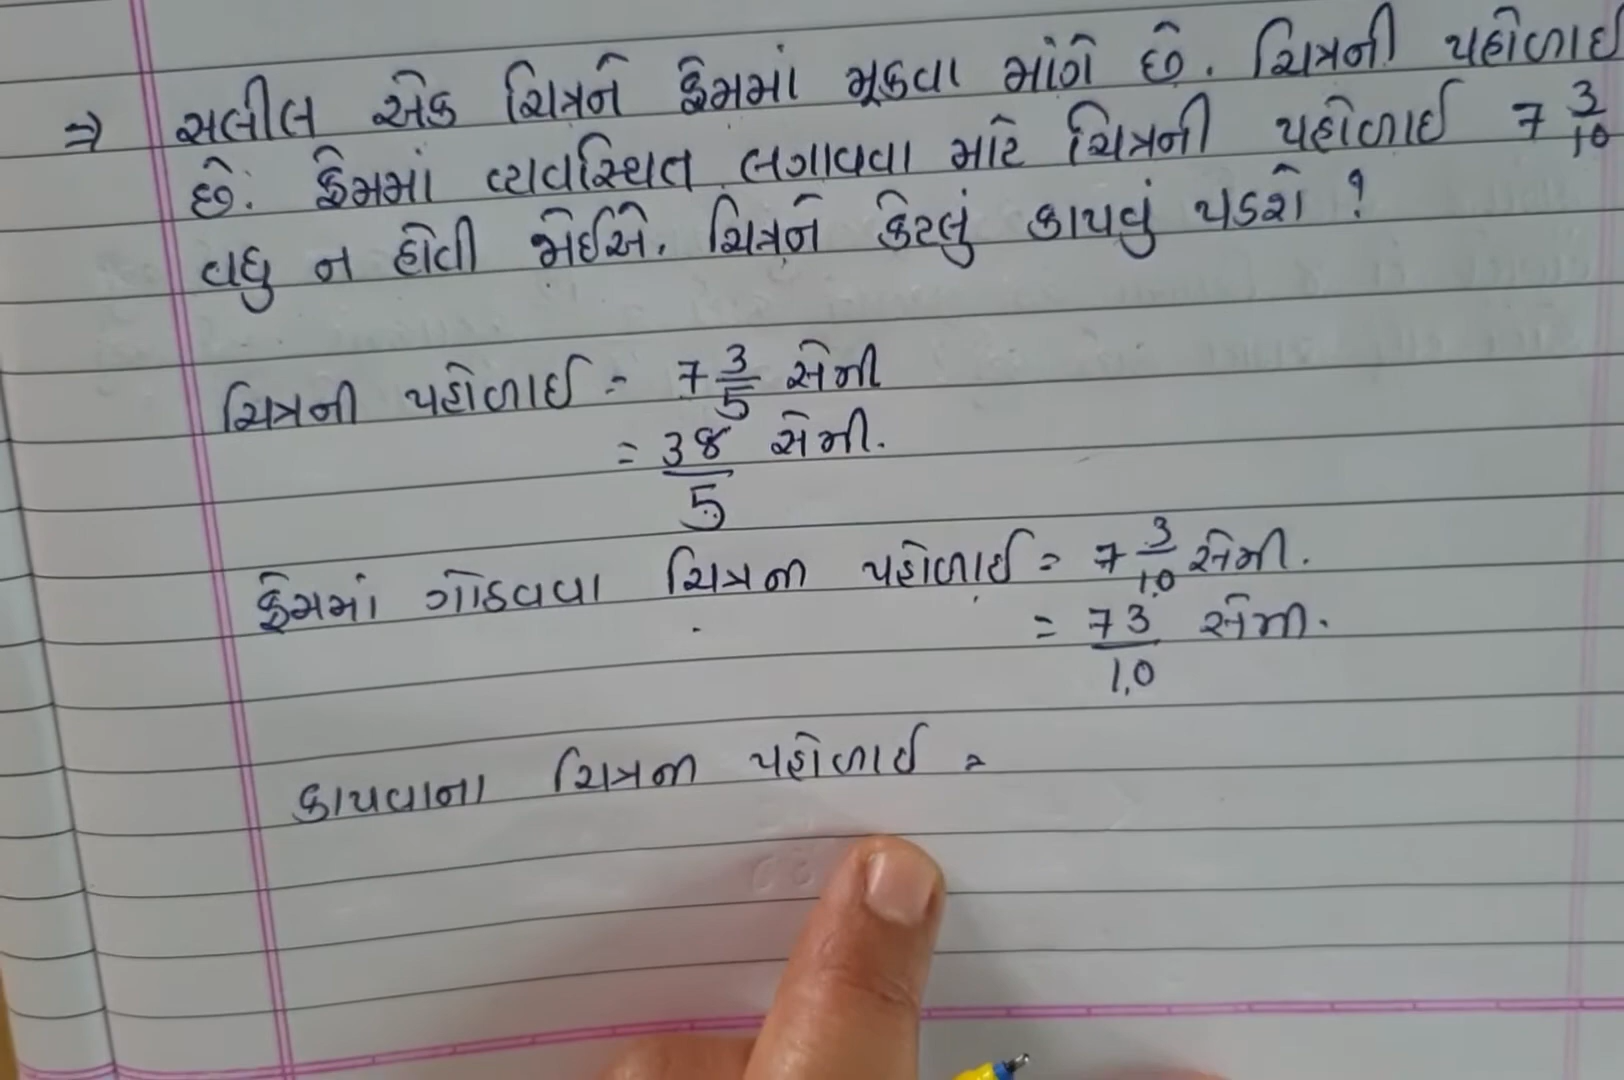 ⇒ સલીલ એક ચિત્રને ફ્રેમમાં મૂકવા માંગે છે. ચિત્રની પહોળાઈ
છે. ફ્રેમમાં વ્યવસ્થિત લગાવવા માટે ચિત્રની પહોળાઈ 7 3/10
વધુ ન હોવી જોઈએ. ચિત્રને કેટલું કાપવું પડશે ?
ચિત્રની પહોળાઈ = 7 3/5 સેમી
= 38/5 સેમી.
ફ્રેમમાં ગોઠવવા ચિત્રની પહોળાઈ = 7 3/10 સેમી.
= 73/10 સેમી.
કાપવાના ચિત્રની પહોળાઈ =